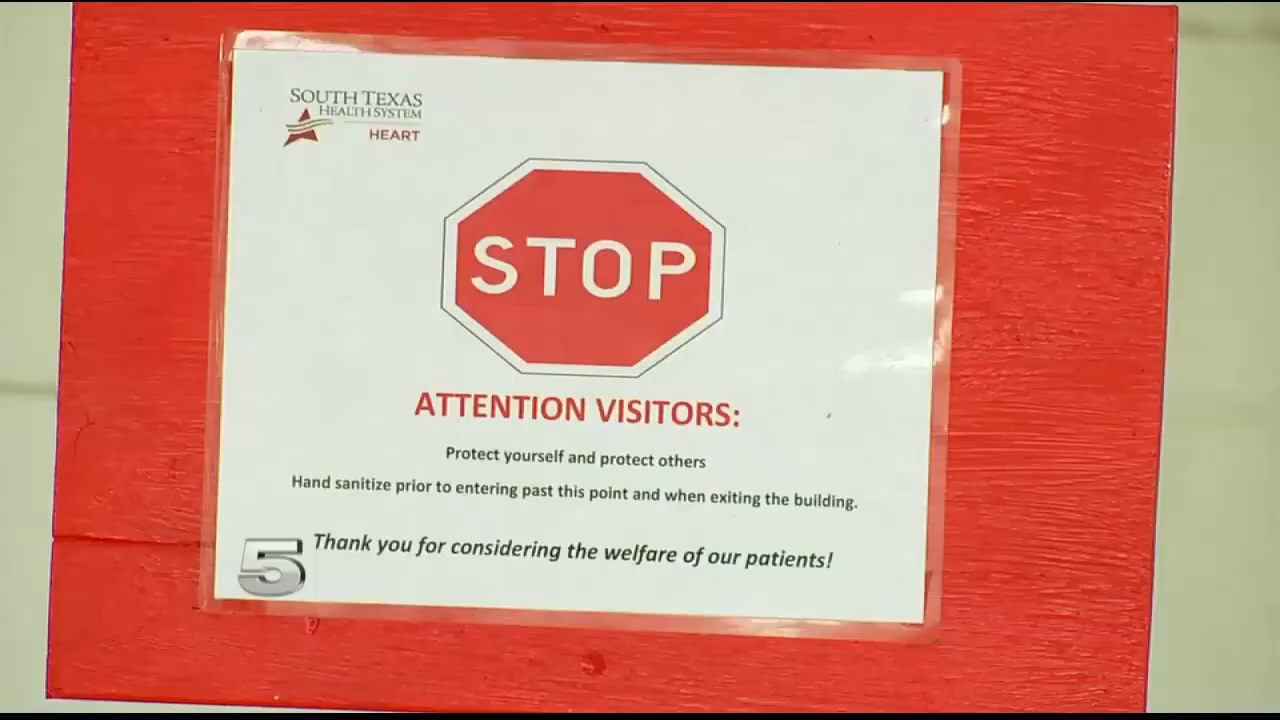 SOUTH TEXAS
HEALTH SYSTEM
HEART
STOP
ATTENTION VISITORS:
Protect yourself and protect others
Hand sanitize prior to entering past this point and when exiting the building.
Thank you for considering the welfare of our patients!
5